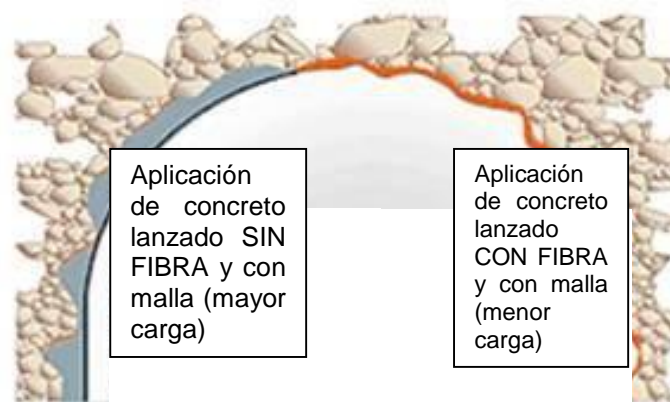 Aplicación
de concreto
lanzado SIN
FIBRA y con
malla (mayor
carga)
Aplicación
de concreto
lanzado
CON FIBRA
y con malla
(menor
carga)